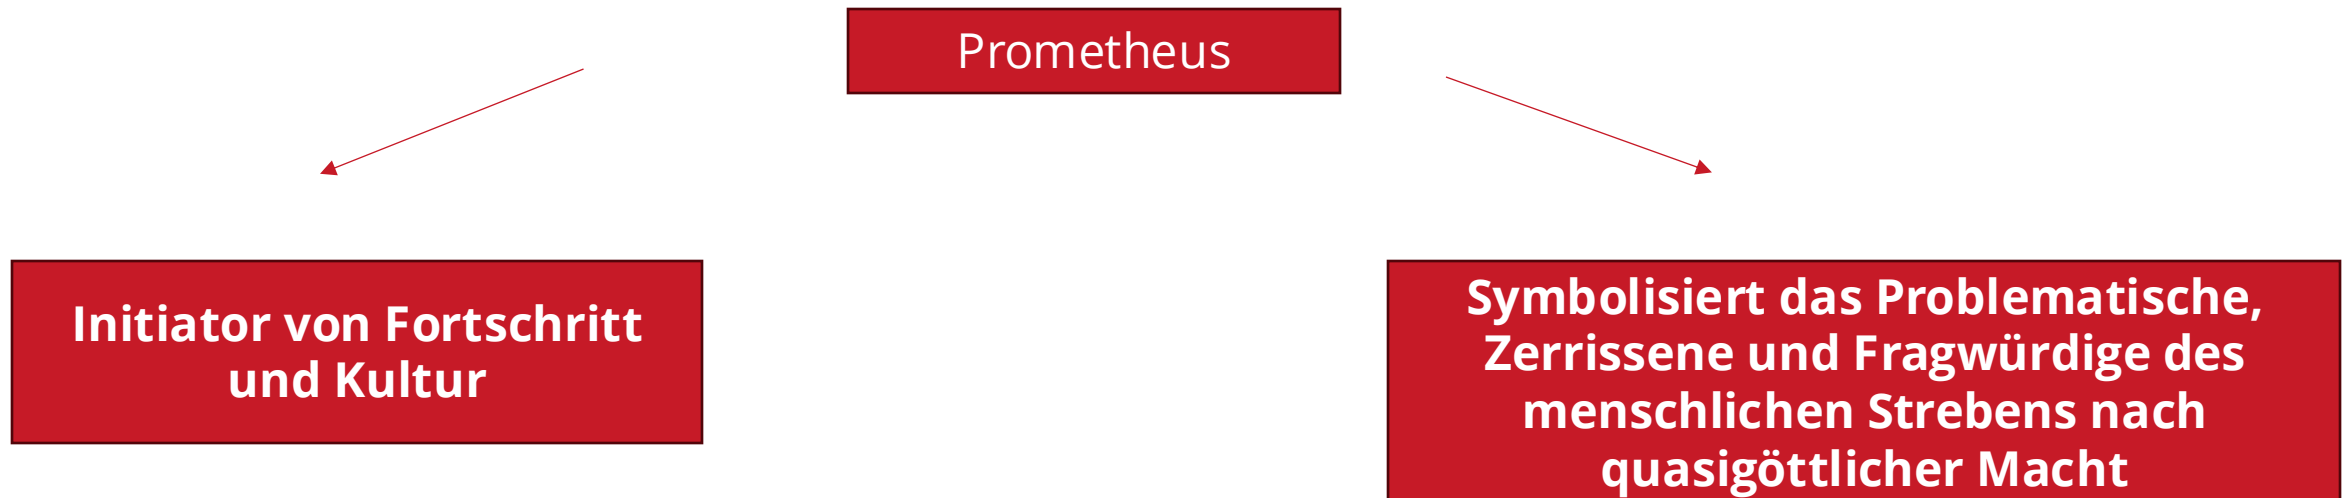 Prometheus
Initiator von Fortschritt
und Kultur
Symbolisiert das Problematische,
Zerrissene und Fragwürdige des
menschlichen Strebens nach
quasigöttlicher Macht